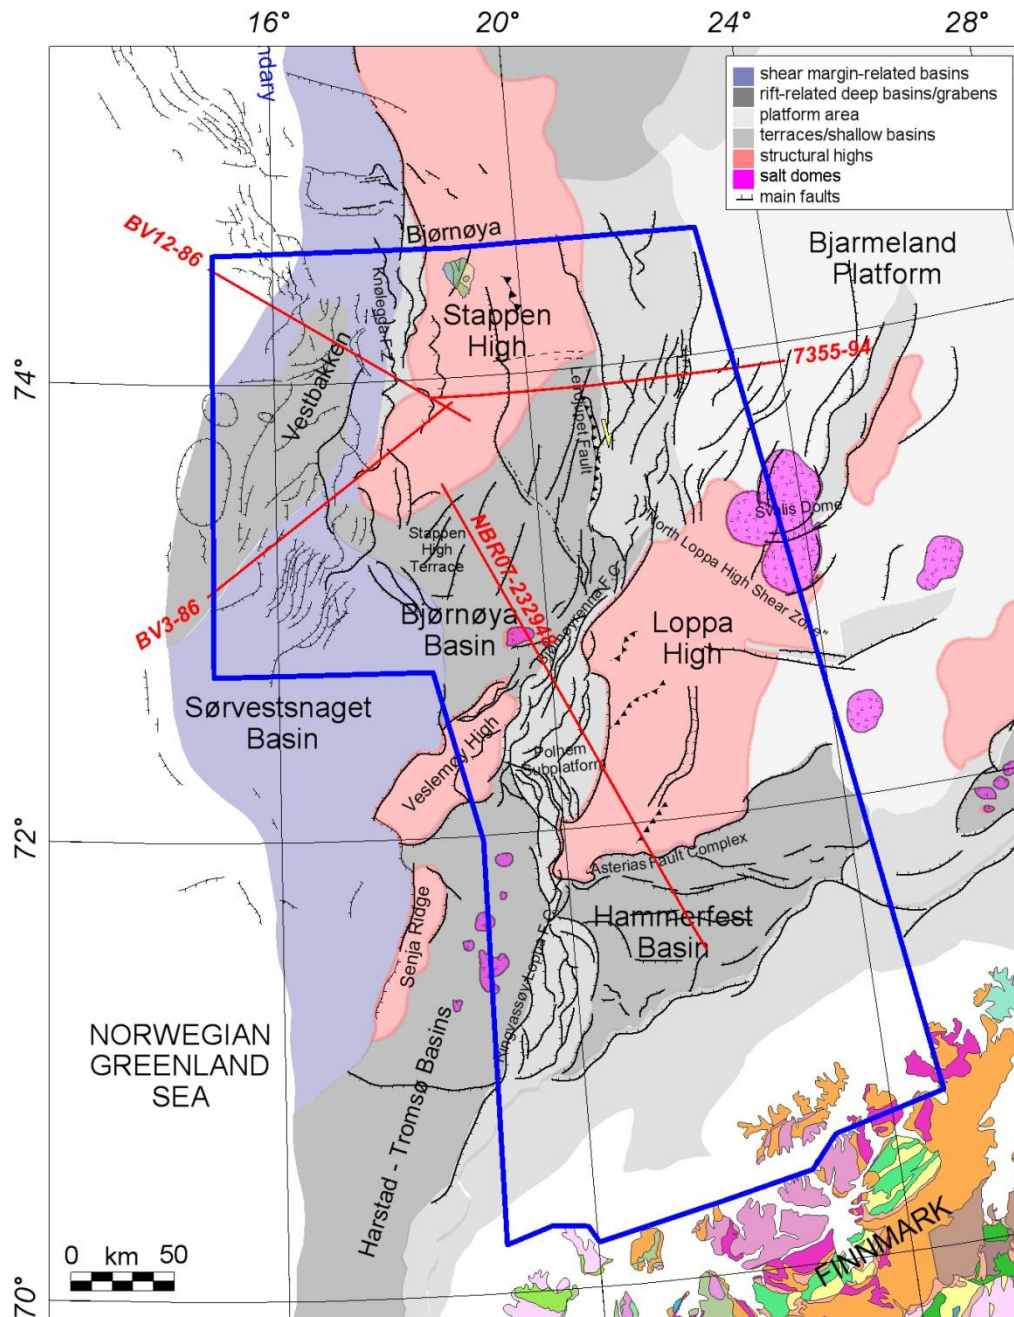 16°
20°
24°
28°
ndary
shear margin-related basins
rift-related deep basins/grabens
platform area
terraces/shallow basins
structural highs
salt domes
main faults
BV12-86
Bjørnøya
Bjarmeland
Platform
Knølegga F.Z.
Stappen
High
7355-94
74°
Vestbakken
Fault
Svalis Dome
Stappen
High
Terrace
NBR07-232948
"North Loppa High Shear Zone"
BV3-86
Bjørnøya
Basin
Loppa
High
Sørvestsnaget
Basin
Veslemøy High
Polhem
Subplatform
72°
Asterias Fault Complex
Senja Ridge
Hammerfest
Basin
Ringvassøy Loppa F.C.
NORWEGIAN
GREENLAND
SEA
Harstad - Tromsø Basins
0 km 50
FINNMARK
70°